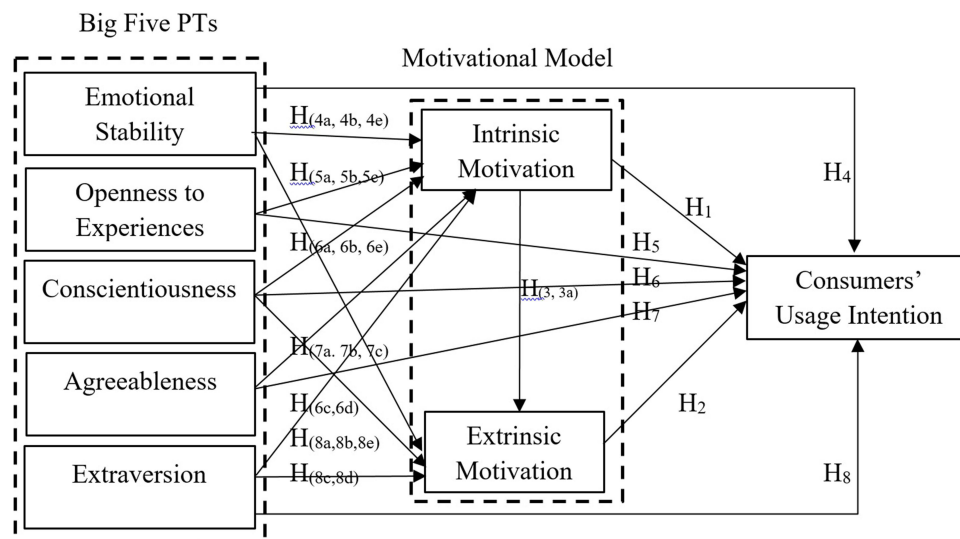 Big Five PTs
Motivational Model
Emotional
Stability
Openness to
Experiences
Conscientiousness
Agreeableness
Extraversion
H(4a, 4b, 4e)
H(5a, 5b,5e)
H(6a, 6b, 6e)
H(7a. 7b, 7c)
H(6c,6d)
H(8a,8b,8e)
H(8c,8d)
Intrinsic
Motivation
H(3, 3a)
Extrinsic
Motivation
H1
H5
H6
H7
H2
H4
H8
Consumers’
Usage Intention